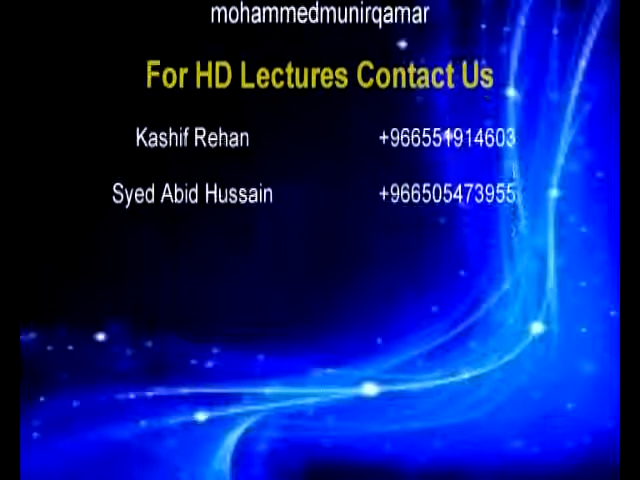 mohammedmunirqamar
For HD Lectures Contact Us
Kashif Rehan +966551914603
Syed Abid Hussain +966505473955